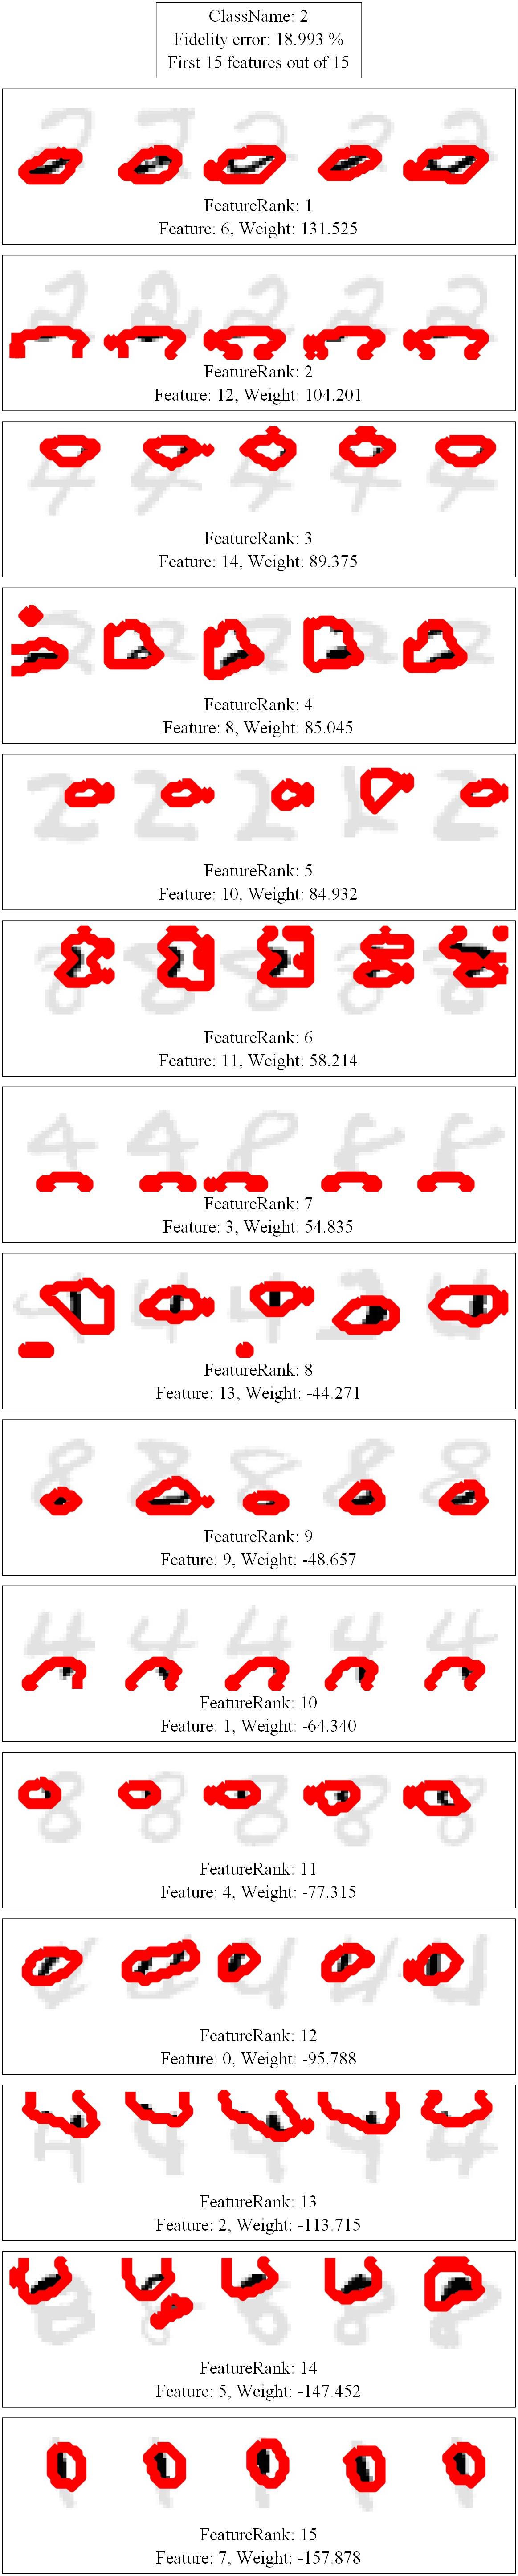 ClassName: 2
Fidelity error: 18.993 %
First 15 features out of 15
FeatureRank: 1
Feature: 6, Weight: 131.525
FeatureRank: 2
Feature: 12, Weight: 104.201
FeatureRank: 3
Feature: 14, Weight: 89.375
FeatureRank: 4
Feature: 8, Weight: 85.045
FeatureRank: 5
Feature: 10, Weight: 84.932
FeatureRank: 6
Feature: 11, Weight: 58.214
FeatureRank: 7
Feature: 3, Weight: 54.835
FeatureRank: 8
Feature: 13, Weight: -44.271
FeatureRank: 9
Feature: 9, Weight: -48.657
FeatureRank: 10
Feature: 1, Weight: -64.340
FeatureRank: 11
Feature: 4, Weight: -77.315
FeatureRank: 12
Feature: 0, Weight: -95.788
FeatureRank: 13
Feature: 2, Weight: -113.715
FeatureRank: 14
Feature: 5, Weight: -147.452
FeatureRank: 15
Feature: 7, Weight: -157.878